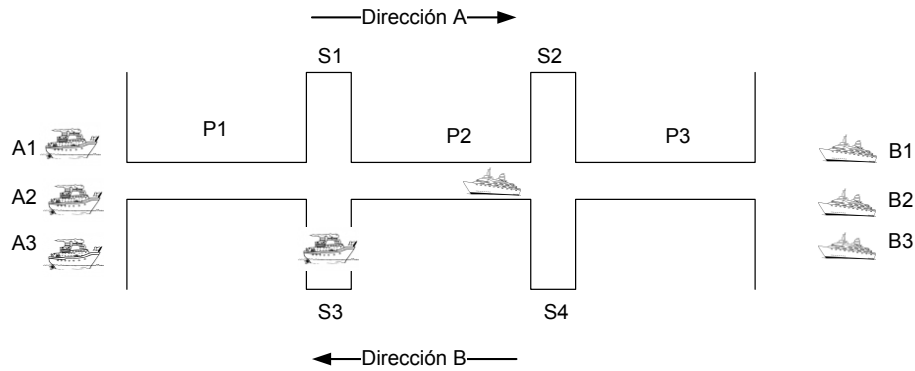 Dirección A
S1 S2
P1 P2 P3
A1 B1
A2 B2
A3 B3
S3 S4
Dirección B